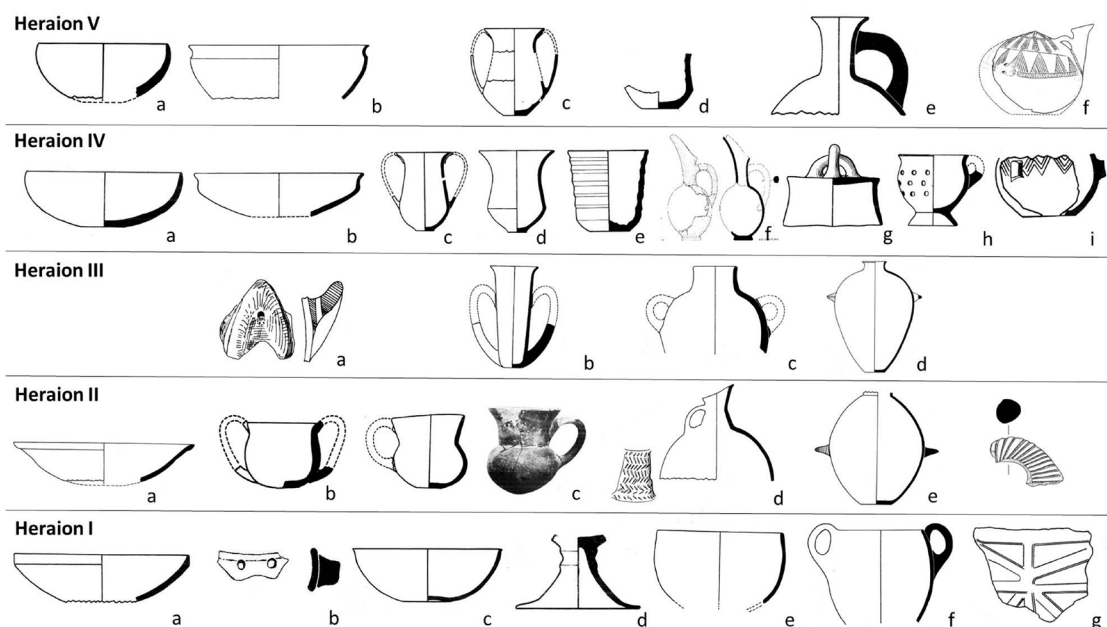 Heraion V
a b c d e f
Heraion IV
a b c d e f g h i
Heraion III
a b c d
Heraion II
a b c d e
Heraion I
a b c d e f g